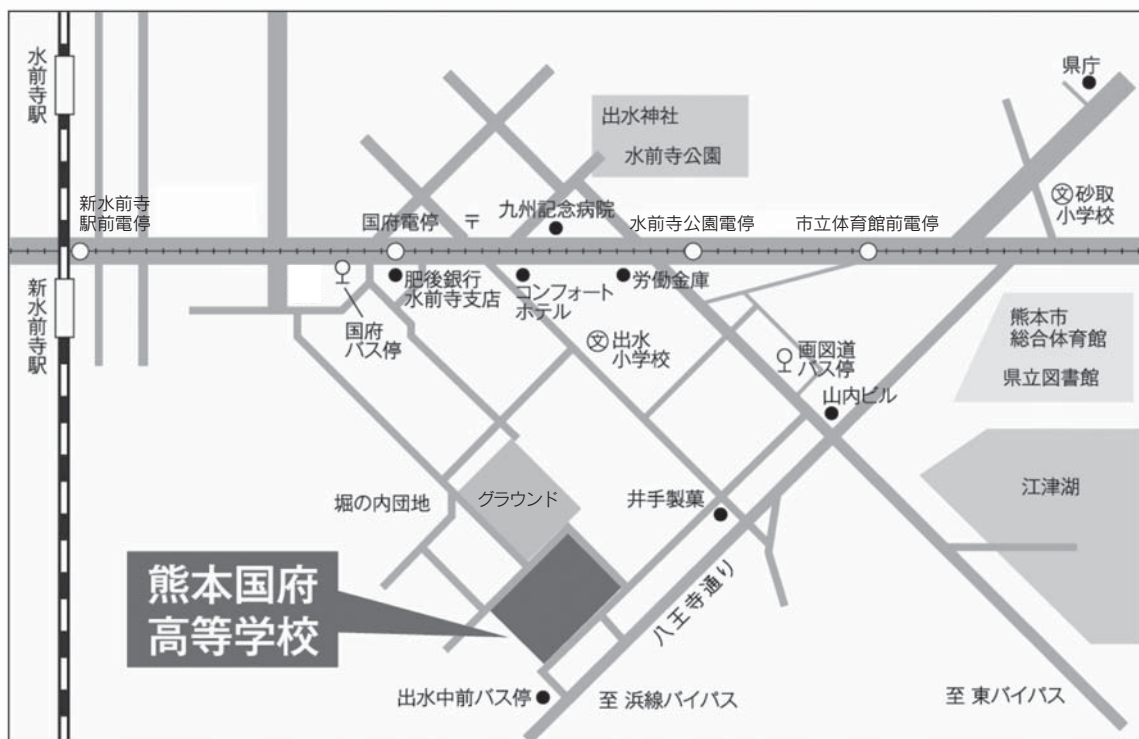 水前寺駅
県庁
出水神社
水前寺公園
文 砂取
小学校
新水前寺
駅前電停
国府電停
〒
九州記念病院
水前寺公園電停
市立体育館前電停
新水前寺駅
国府
バス停
肥後銀行
水前寺支店
コンフォート
ホテル
労働金庫
文 出水
小学校
画図道
バス停
熊本市
総合体育館
県立図書館
山内ビル
江津湖
グラウンド
堀の内団地
井手製菓
熊本国府
高等学校
八王寺通り
出水中前バス停
至 浜線バイパス
至 東バイパス